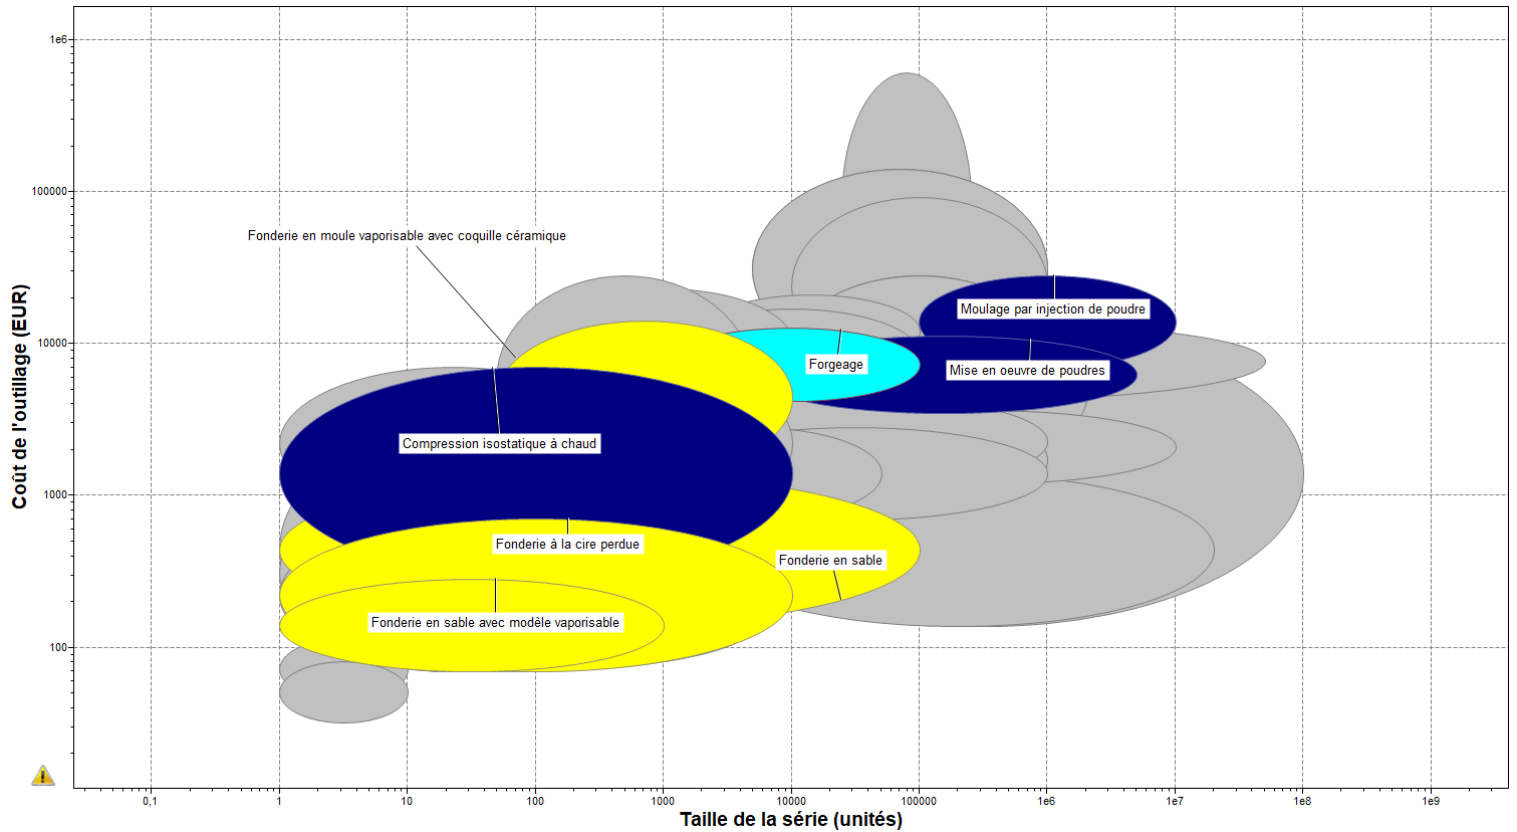 1e6
100000
10000
1000
100
Coût de l'outillage (EUR)
Fonderie en moule vaporisable avec coquille céramique
Moulage par injection de poudre
Forgeage
Mise en oeuvre de poudres
Compression isostatique à chaud
Fonderie à la cire perdue
Fonderie en sable
Fonderie en sable avec modèle vaporisable
0,1 1 10 100 1000 10000 100000 1e6 1e7 1e8 1e9
Taille de la série (unités)